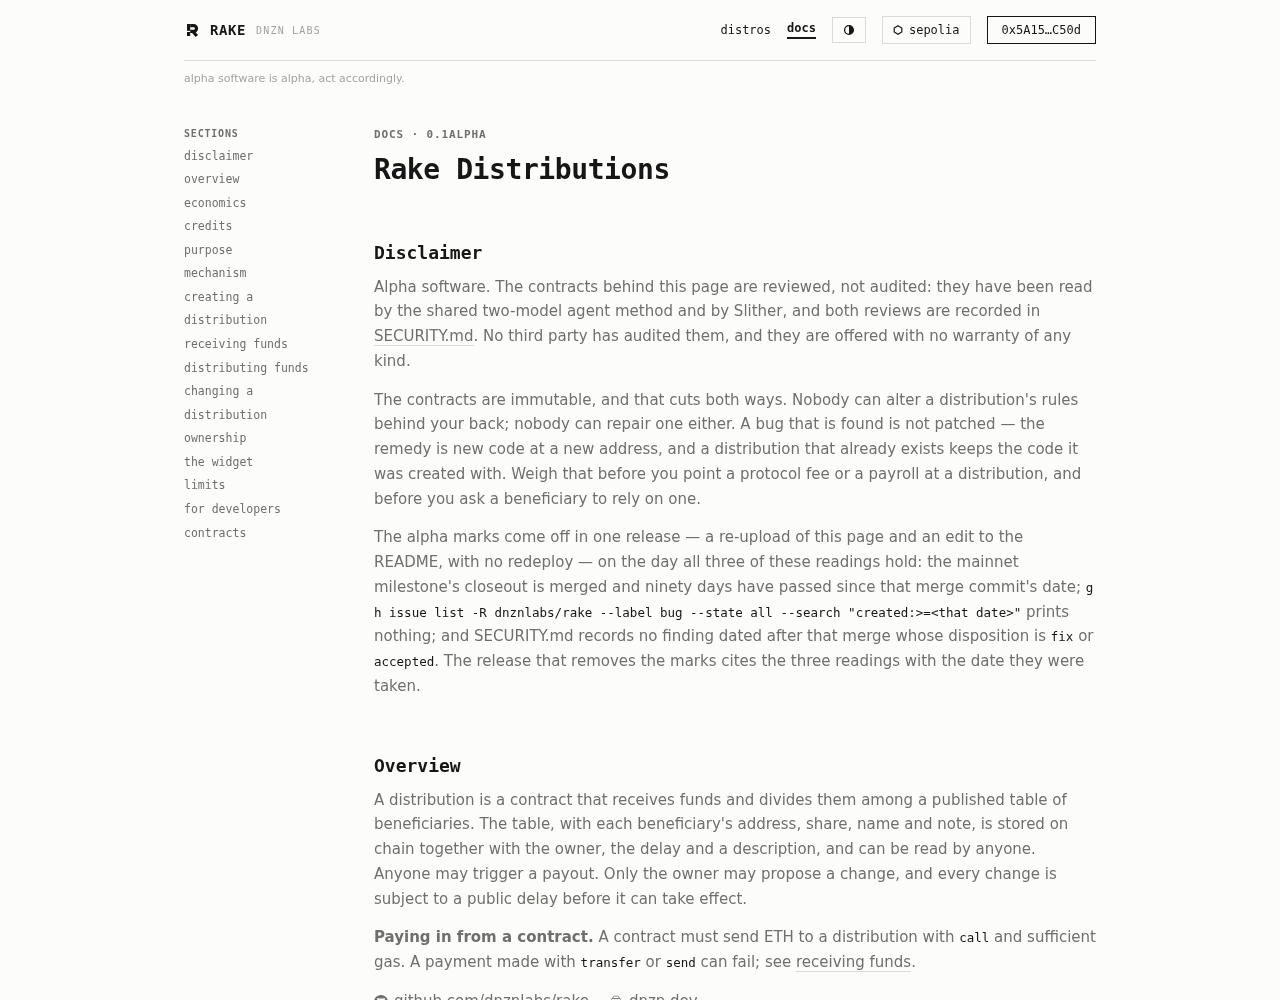 RAKE DNZN LABS
distros docs sepolia 0x5A15…C50d
alpha software is alpha, act accordingly.
SECTIONS
disclaimer
overview
economics
credits
purpose
mechanism
creating a
distribution
receiving funds
distributing funds
changing a
distribution
ownership
the widget
limits
for developers
contracts
DOCS · 0.1ALPHA
Rake Distributions
Disclaimer
Alpha software. The contracts behind this page are reviewed, not audited: they have been read
by the shared two-model agent method and by Slither, and both reviews are recorded in
SECURITY.md. No third party has audited them, and they are offered with no warranty of any
kind.
The contracts are immutable, and that cuts both ways. Nobody can alter a distribution's rules
behind your back; nobody can repair one either. A bug that is found is not patched — the
remedy is new code at a new address, and a distribution that already exists keeps the code it
was created with. Weigh that before you point a protocol fee or a payroll at a distribution, and
before you ask a beneficiary to rely on one.
The alpha marks come off in one release — a re-upload of this page and an edit to the
README, with no redeploy — on the day all three of these readings hold: the mainnet
milestone's closeout is merged and ninety days have passed since that merge commit's date; g
h issue list -R dnznlabs/rake --label bug --state all --search "created:>=<that date>" prints
nothing; and SECURITY.md records no finding dated after that merge whose disposition is fix or
accepted. The release that removes the marks cites the three readings with the date they were
taken.
Overview
A distribution is a contract that receives funds and divides them among a published table of
beneficiaries. The table, with each beneficiary's address, share, name and note, is stored on
chain together with the owner, the delay and a description, and can be read by anyone.
Anyone may trigger a payout. Only the owner may propose a change, and every change is
subject to a public delay before it can take effect.
Paying in from a contract. A contract must send ETH to a distribution with call and sufficient
gas. A payment made with transfer or send can fail; see receiving funds.
github.com/dnznlabs/rake dnzn.dev